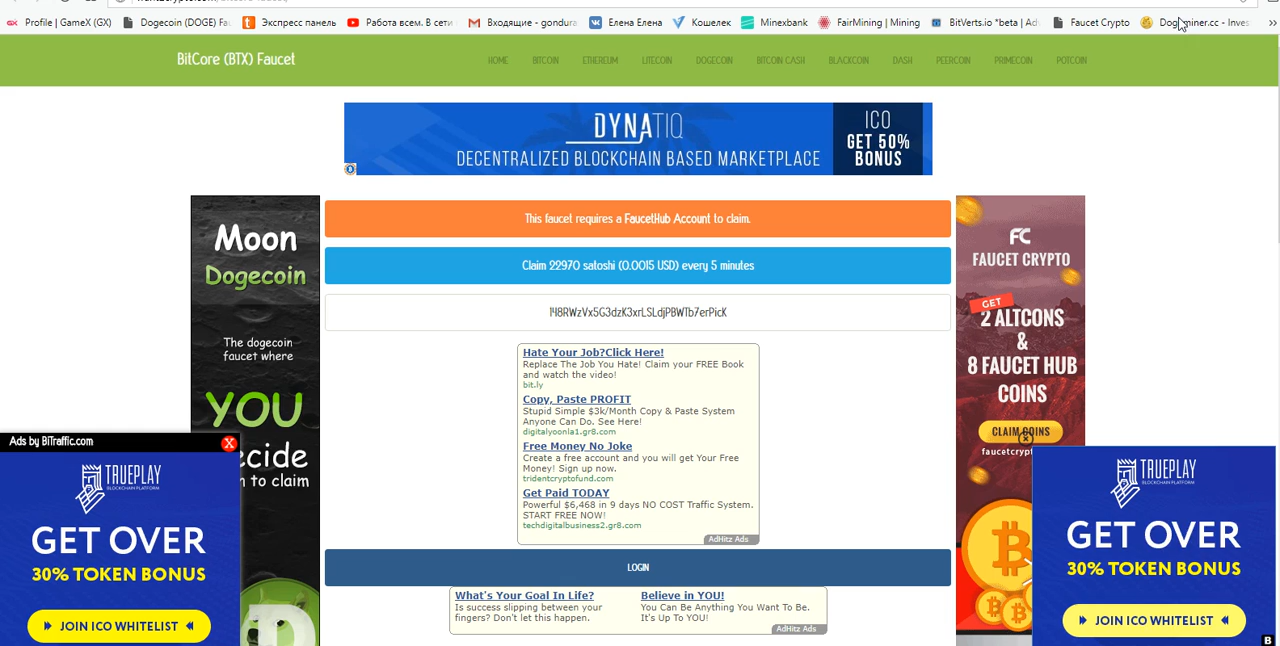 Profile | GameX (GX)
Dogecoin (DOGE) Fau
Экспресс панель
Работа всем. В сети
Входящие - gondura
Елена Елена
Кошелек
Minexbank
FairMining | Mining
BitVerts.io *beta | Ad
Faucet Crypto
Dogeminer.cc - Inves
»
BitCore (BTX) Faucet
HOME
BITCOIN
ETHEREUM
LITECOIN
DOGECOIN
BITCOIN CASH
BLACKCOIN
DASH
PEERCOIN
PRIMECOIN
POTCOIN
DYNATIQ
DECENTRALIZED BLOCKCHAIN BASED MARKETPLACE
ICO
GET 50%
BONUS
This faucet requires a FaucetHub Account to claim.
Claim 22970 satoshi (0.0015 USD) every 5 minutes
148RWzVx5G3dzK3xrLSLdjPBWTb7erPicK
Moon
Dogecoin
The dogecoin
faucet where
YOU
ecide
n to claim
Hate Your Job?Click Here!
Replace The Job You Hate! Claim your FREE Book
and watch the video!
bit.ly
Copy, Paste PROFIT
Stupid Simple $3k/Month Copy & Paste System
Anyone Can Do. See Here!
digitalyoonla1.gr8.com
Free Money No Joke
Create a free account and you will get Your Free
Money! Sign up now.
tridentcryptofund.com
Get Paid TODAY
Powerful $6,468 in 9 days NO COST Traffic System.
START FREE NOW!
techdigitalbusiness2.gr8.com
AdHitz Ads
LOGIN
What's Your Goal In Life?
Is success slipping between your
fingers? Don't let this happen.
Believe in YOU!
You Can Be Anything You Want To Be.
It's Up To YOU!
AdHitz Ads
FC
FAUCET CRYPTO
GET
2 ALTCONS
&
8 FAUCET HUB
COINS
CLAIM COINS
faucetcrypt
Ads by BiTraffic.com
X
TRUEPLAY
BLOCKCHAIN PLATFORM
GET OVER
30% TOKEN BONUS
JOIN ICO WHITELIST
TRUEPLAY
BLOCKCHAIN PLATFORM
GET OVER
30% TOKEN BONUS
JOIN ICO WHITELIST
B